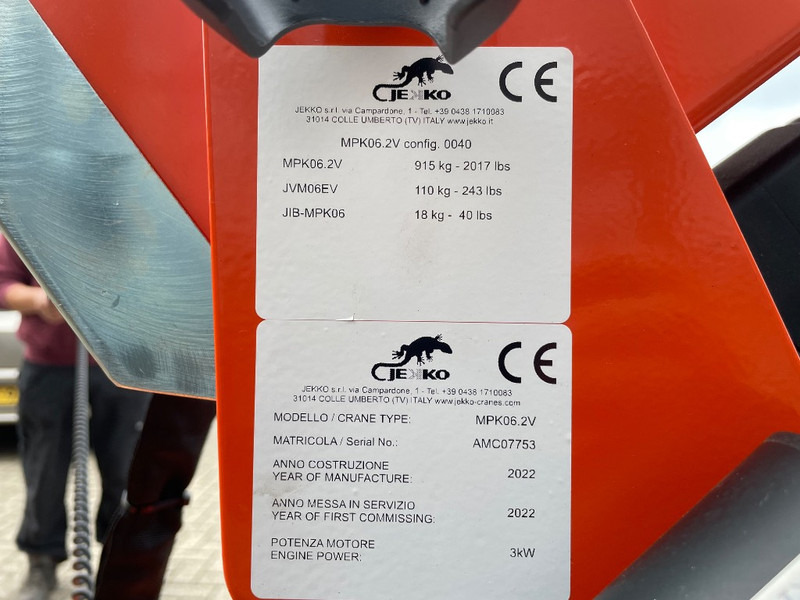 JEKKO
CE
JEKKO s.r.l. via Campardone, 1 - Tel. +39 0438 1710083
31014 COLLE UMBERTO (TV) ITALY www.jekko.it
MPK06.2V config. 0040
MPK06.2V 915 kg - 2017 lbs
JVM06EV 110 kg - 243 lbs
JIB-MPK06 18 kg - 40 lbs
JEKKO
CE
JEKKO s.r.l. via Campardone, 1 - Tel. +39 0438 1710083
31014 COLLE UMBERTO (TV) ITALY www.jekko-cranes.com
MODELLO / CRANE TYPE: MPK06.2V
MATRICOLA / Serial No.: AMC07753
ANNO COSTRUZIONE
YEAR OF MANUFACTURE: 2022
ANNO MESSA IN SERVIZIO
YEAR OF FIRST COMMISSING: 2022
POTENZA MOTORE
ENGINE POWER: 3kW